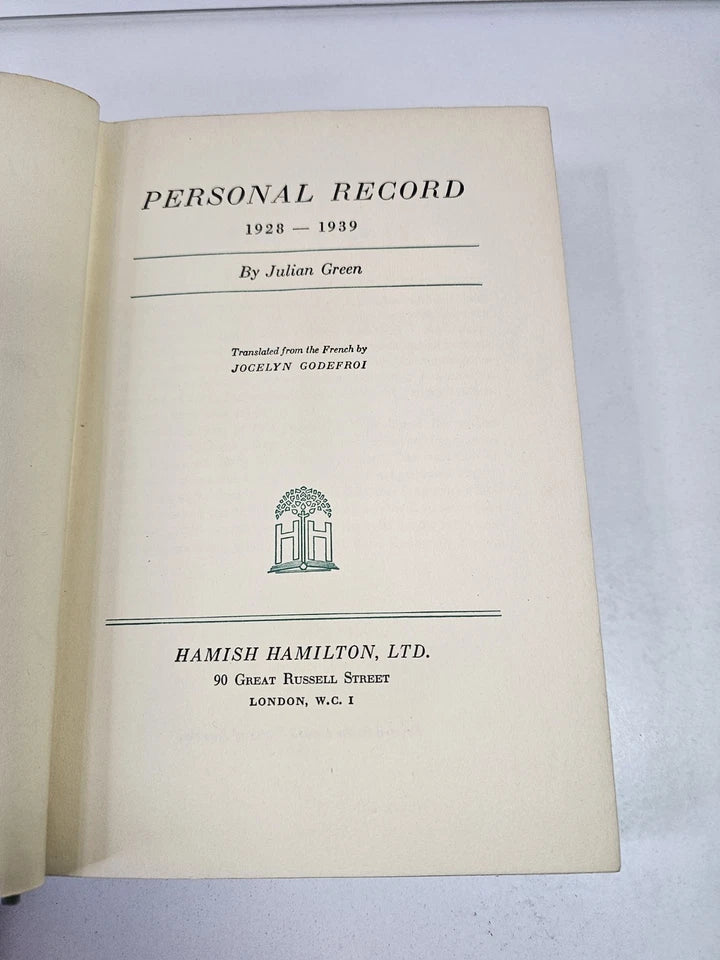 PERSONAL RECORD
1928 — 1939
By Julian Green
Translated from the French by
JOCELYN GODEFROI
HH
HAMISH HAMILTON, LTD.
90 GREAT RUSSELL STREET
LONDON, W.C. I